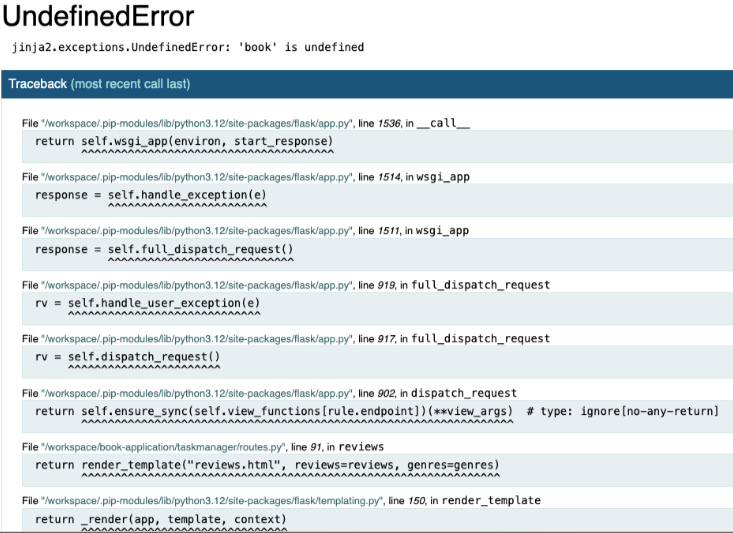 UndefinedError
jinja2.exceptions.UndefinedError: 'book' is undefined
Traceback (most recent call last)
File "/workspace/.pip-modules/lib/python3.12/site-packages/flask/app.py", line 1536, in __call__
return self.wsgi_app(environ, start_response)
^^^^^^^^^^^^^^^^^^^^^^^^^^^^^^^^^^^^^^
File "/workspace/.pip-modules/lib/python3.12/site-packages/flask/app.py", line 1514, in wsgi_app
response = self.handle_exception(e)
^^^^^^^^^^^^^^^^^^^^^^^^
File "/workspace/.pip-modules/lib/python3.12/site-packages/flask/app.py", line 1511, in wsgi_app
response = self.full_dispatch_request()
^^^^^^^^^^^^^^^^^^^^^^^^^^^^
File "/workspace/.pip-modules/lib/python3.12/site-packages/flask/app.py", line 919, in full_dispatch_request
rv = self.handle_user_exception(e)
^^^^^^^^^^^^^^^^^^^^^^^^^^^^^
File "/workspace/.pip-modules/lib/python3.12/site-packages/flask/app.py", line 917, in full_dispatch_request
rv = self.dispatch_request()
^^^^^^^^^^^^^^^^^^^^^^^
File "/workspace/.pip-modules/lib/python3.12/site-packages/flask/app.py", line 902, in dispatch_request
return self.ensure_sync(self.view_functions[rule.endpoint])(**view_args)  # type: ignore[no-any-return]
^^^^^^^^^^^^^^^^^^^^^^^^^^^^^^^^^^^^^^^^^^^^^^^^^^^^^^^^^^^^^^^^^
File "/workspace/book-application/taskmanager/routes.py", line 91, in reviews
return render_template("reviews.html", reviews=reviews, genres=genres)
^^^^^^^^^^^^^^^^^^^^^^^^^^^^^^^^^^^^^^^^^^^^^^^^^^^^^^^^^^^^^^^
File "/workspace/.pip-modules/lib/python3.12/site-packages/flask/templating.py", line 150, in render_template
return _render(app, template, context)
^^^^^^^^^^^^^^^^^^^^^^^^^^^^^^^